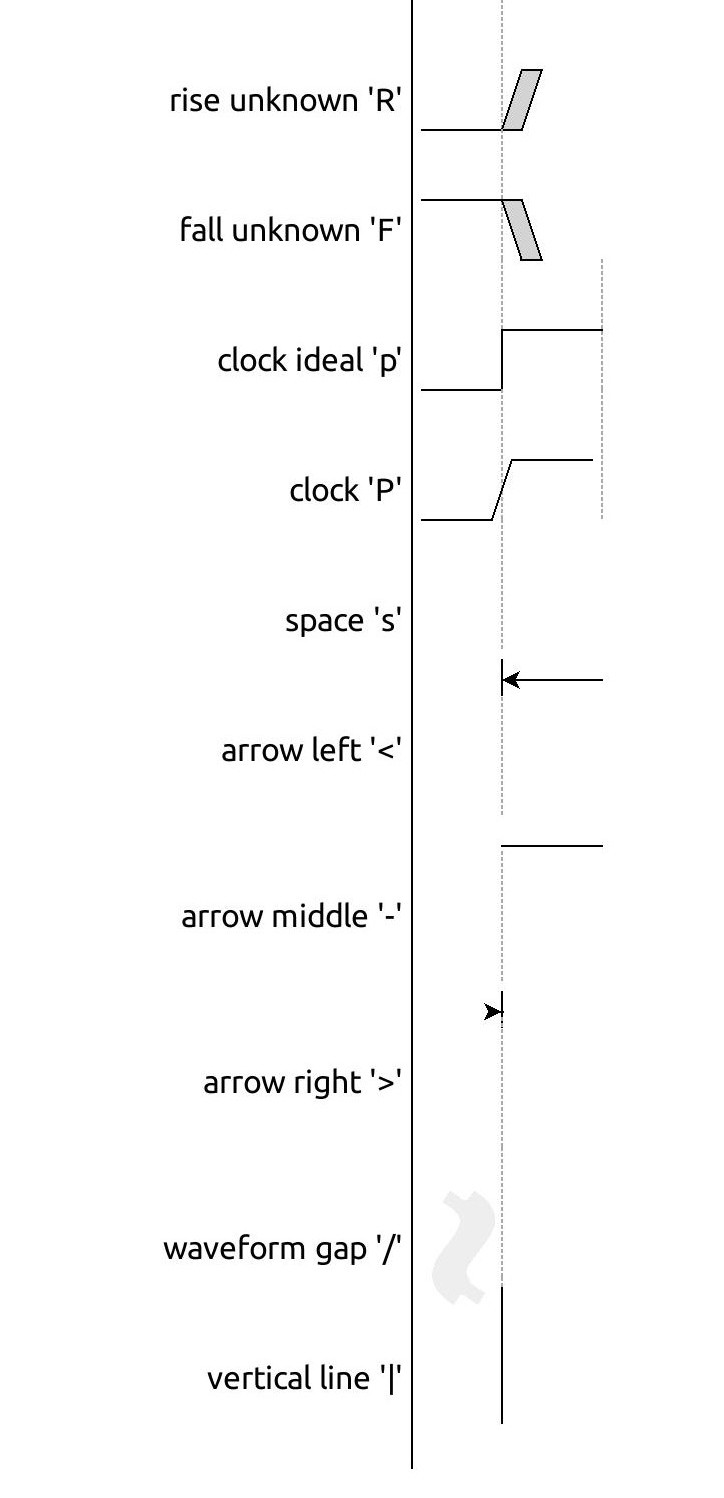 rise unknown 'R'
fall unknown 'F'
clock ideal 'p'
clock 'P'
space 's'
arrow left '<'
arrow middle '-'
arrow right '>'
waveform gap '/'
vertical line '|'